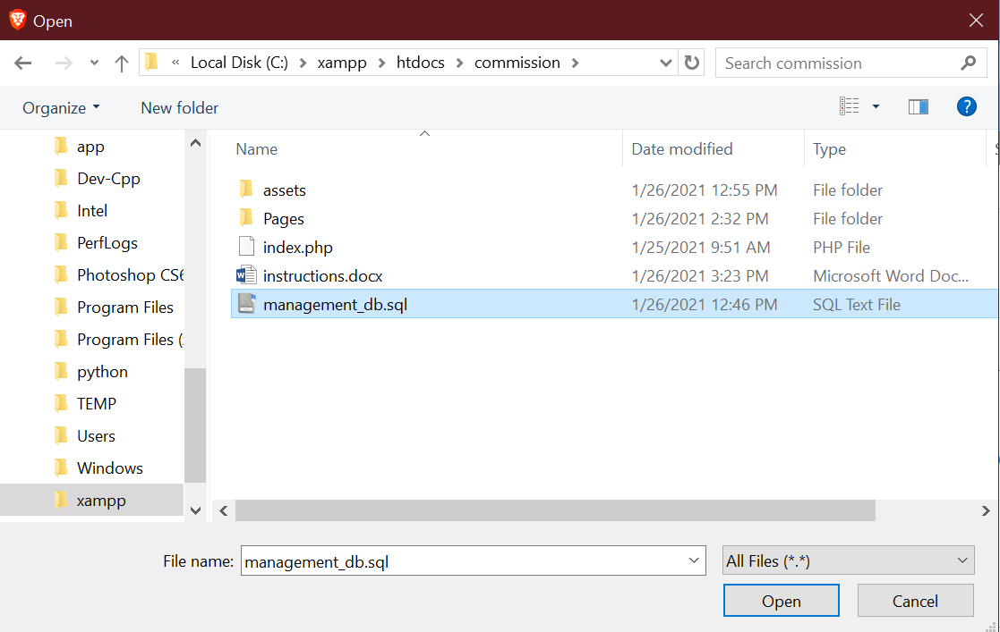 Open
« Local Disk (C:) > xampp > htdocs > commission >
Search commission
Organize
New folder
?
app
Dev-Cpp
Intel
PerfLogs
Photoshop CS6
Program Files
Program Files (
python
TEMP
Users
Windows
xampp
Name Date modified Type
assets 1/26/2021 12:55 PM File folder
Pages 1/26/2021 2:32 PM File folder
index.php 1/25/2021 9:51 AM PHP File
instructions.docx 1/26/2021 3:23 PM Microsoft Word Doc...
management_db.sql 1/26/2021 12:46 PM SQL Text File
File name: management_db.sql All Files (*.*)
Open Cancel